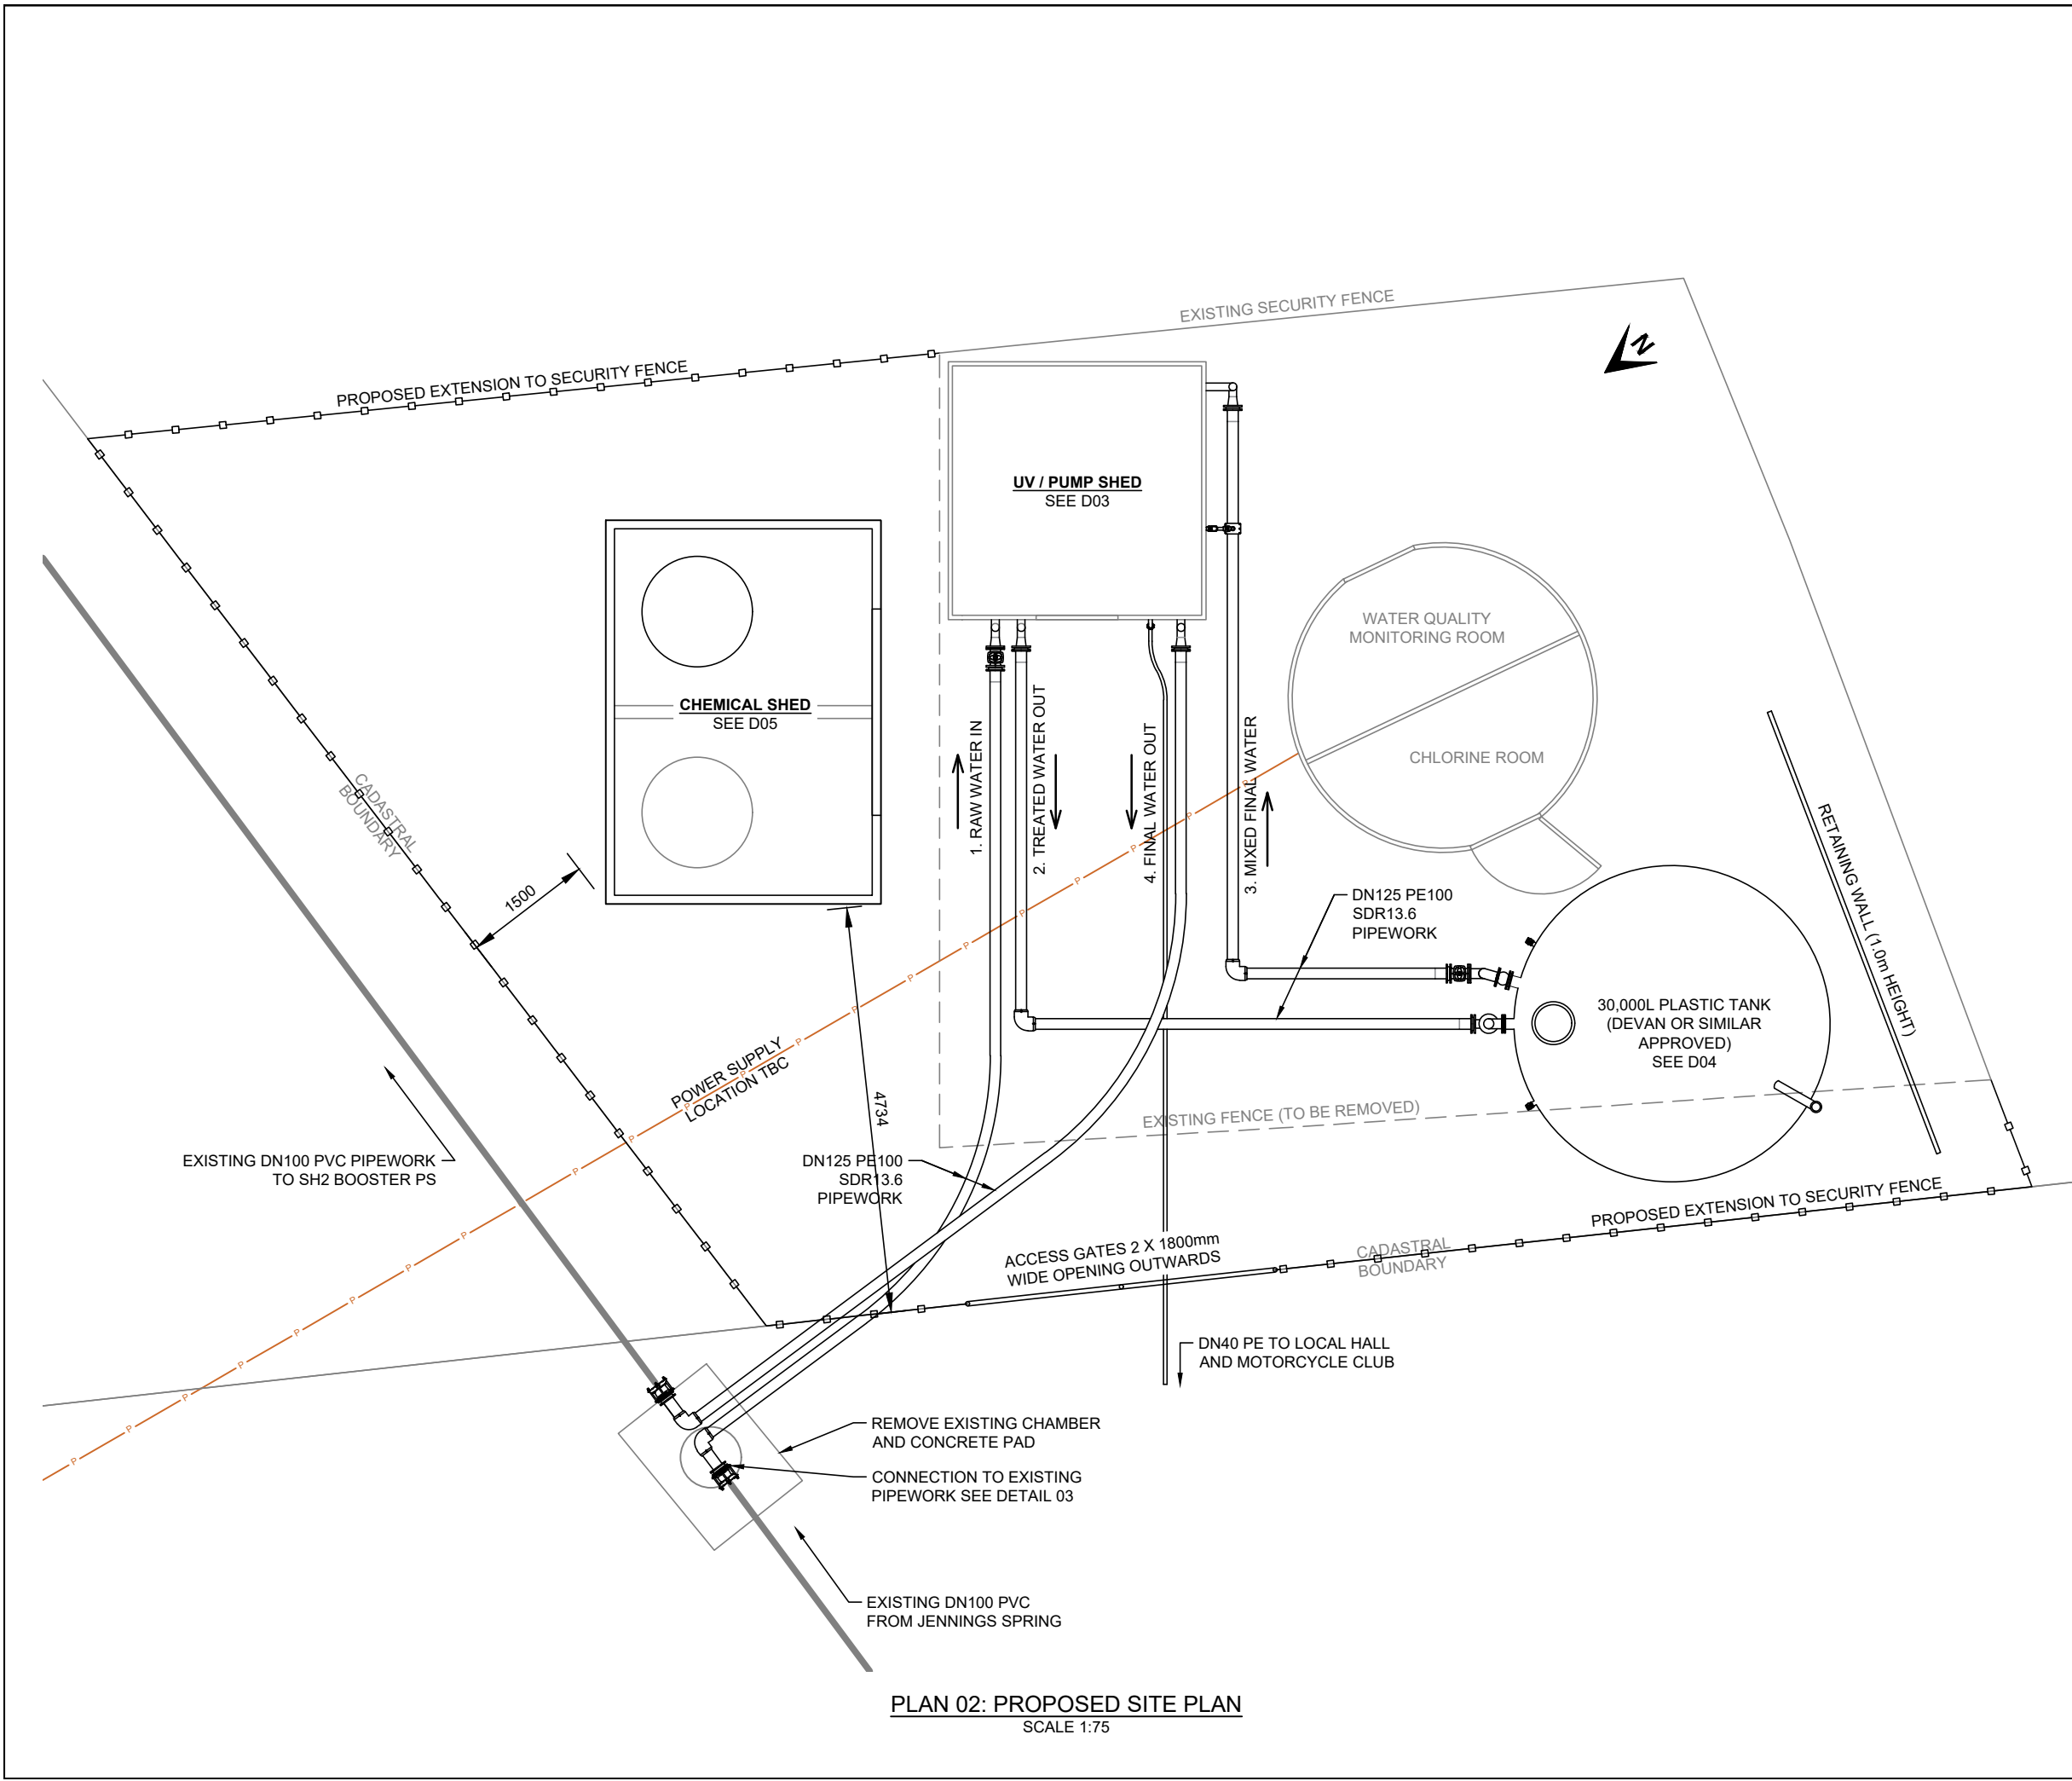 EXISTING SECURITY FENCE
N
PROPOSED EXTENSION TO SECURITY FENCE
UV / PUMP SHED
SEE D03
WATER QUALITY
MONITORING ROOM
CHLORINE ROOM
CHEMICAL SHED
SEE D05
1. RAW WATER IN
2. TREATED WATER OUT
4. FINAL WATER OUT
3. MIXED FINAL WATER
CADASTRAL
BOUNDARY
1500
RETAINING WALL (1.0m HEIGHT)
DN125 PE100
SDR13.6
PIPEWORK
30,000L PLASTIC TANK
(DEVAN OR SIMILAR
APPROVED)
SEE D04
POWER SUPPLY
LOCATION TBC
4734
EXISTING FENCE (TO BE REMOVED)
EXISTING DN100 PVC PIPEWORK
TO SH2 BOOSTER PS
DN125 PE100
SDR13.6
PIPEWORK
PROPOSED EXTENSION TO SECURITY FENCE
ACCESS GATES 2 X 1800mm
WIDE OPENING OUTWARDS
CADASTRAL
BOUNDARY
DN40 PE TO LOCAL HALL
AND MOTORCYCLE CLUB
REMOVE EXISTING CHAMBER
AND CONCRETE PAD
CONNECTION TO EXISTING
PIPEWORK SEE DETAIL 03
EXISTING DN100 PVC
FROM JENNINGS SPRING
P P P P P P P P P P P P P P P P P P P P P
PLAN 02: PROPOSED SITE PLAN
SCALE 1:75